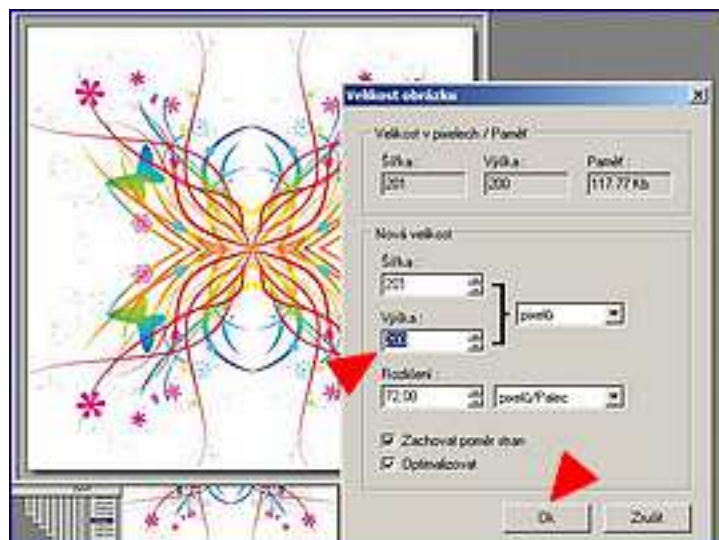 Velikost obrázku
Velikost v pixelech / Paměť
Šířka : Výška : Paměť :
201 200 117.77 Kb
Nová velikost
Šířka :
201
Výška :
200
pixelů
Rozlišení :
72.00 pixelů/Palec
Zachovat poměr stran
Optimalizovat
Ok Zrušit